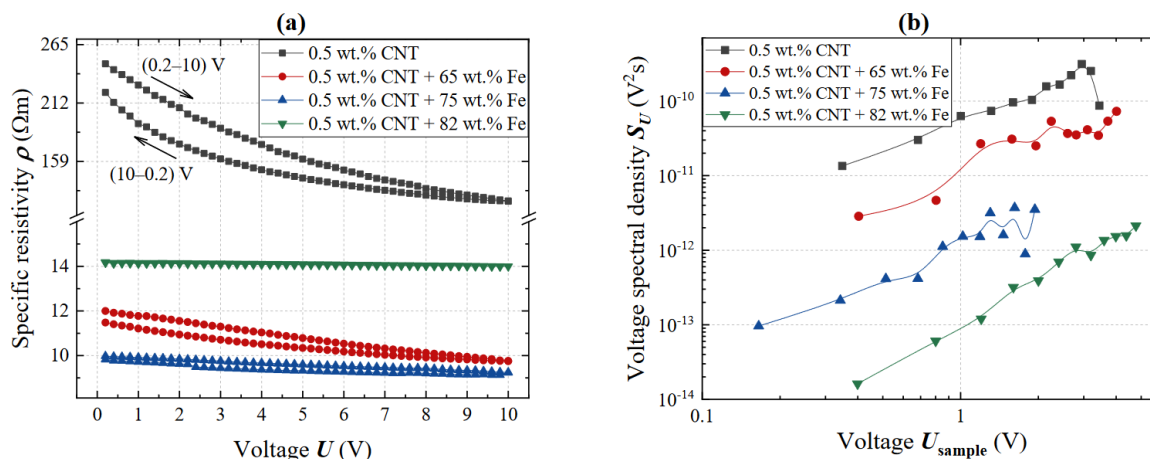 (a)
Specific resistivity ρ (Ωm)
265
212
159
14
12
10
(0.2–10) V
(10–0.2) V
0.5 wt.% CNT
0.5 wt.% CNT + 65 wt.% Fe
0.5 wt.% CNT + 75 wt.% Fe
0.5 wt.% CNT + 82 wt.% Fe
0 1 2 3 4 5 6 7 8 9 10
Voltage U (V)
(b)
Voltage spectral density S_U (V²s)
10⁻¹⁰
10⁻¹¹
10⁻¹²
10⁻¹³
10⁻¹⁴
0.5 wt.% CNT
0.5 wt.% CNT + 65 wt.% Fe
0.5 wt.% CNT + 75 wt.% Fe
0.5 wt.% CNT + 82 wt.% Fe
0.1 1
Voltage U_sample (V)